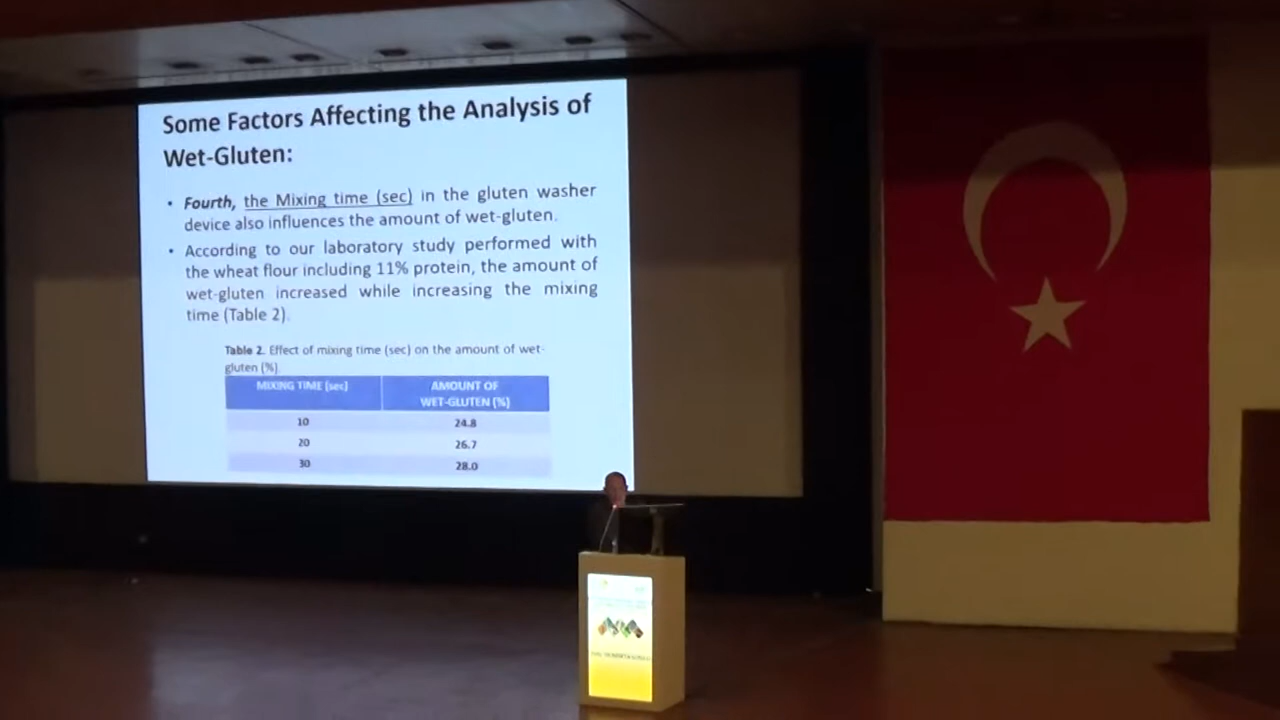 Some Factors Affecting the Analysis of
Wet-Gluten:
• Fourth, the Mixing time (sec) in the gluten washer
device also influences the amount of wet-gluten.
• According to our laboratory study performed with
the wheat flour including 11% protein, the amount of
wet-gluten increased while increasing the mixing
time (Table 2).
Table 2. Effect of mixing time (sec) on the amount of wet-
gluten (%).
MIXING TIME (sec) AMOUNT OF
WET-GLUTEN (%)
10 24.8
20 26.7
30 28.0